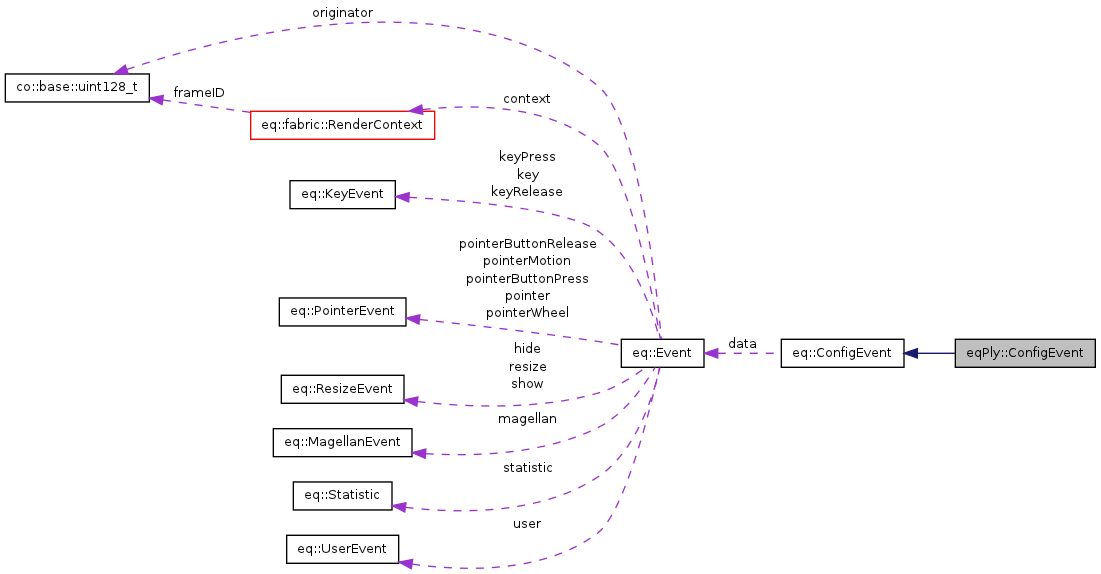 originator
co::base::uint128_t
frameID
context
eq::fabric::RenderContext
keyPress
key
keyRelease
eq::KeyEvent
pointerButtonRelease
pointerMotion
pointerButtonPress
pointer
pointerWheel
eq::PointerEvent
hide
resize
show
eq::ResizeEvent
eq::Event
data
eq::ConfigEvent
eqPly::ConfigEvent
magellan
eq::MagellanEvent
statistic
eq::Statistic
user
eq::UserEvent